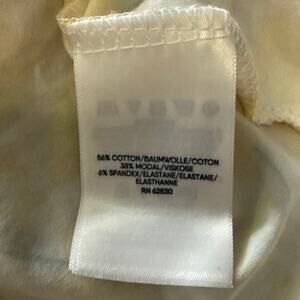 56% COTTON/BAUMWOLLE/COTON
38% MODAL/VISKOSE
6% SPANDEX/ELASTANE/ELASTANE/
ELASTHANNE
RN 62830